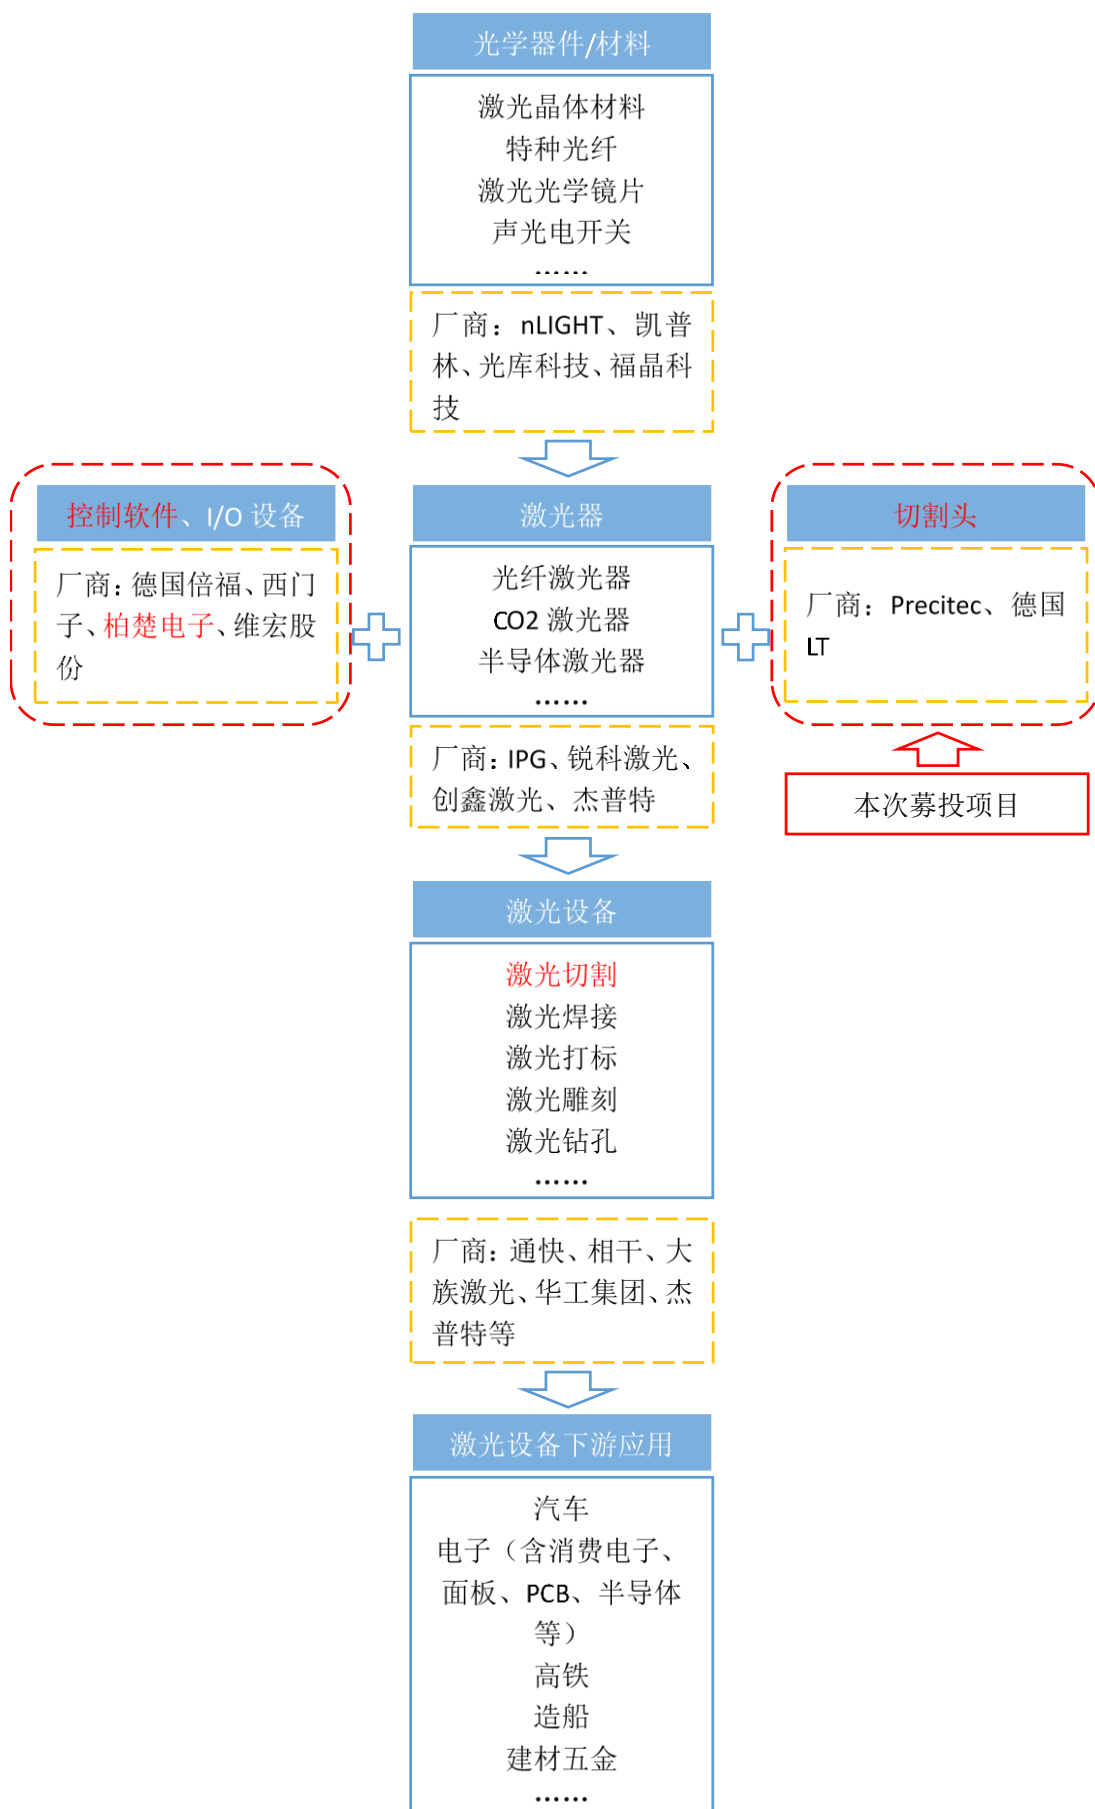 光学器件/材料
激光晶体材料
特种光纤
激光光学镜片
声光电开关
……
厂商：nLIGHT、凯普
林、光库科技、福晶科
技
控制软件、I/O 设备
厂商：德国倍福、西门
子、柏楚电子、维宏股
份
激光器
光纤激光器
CO2 激光器
半导体激光器
……
厂商：IPG、锐科激光、
创鑫激光、杰普特
切割头
厂商：Precitec、德国
LT
本次募投项目
激光设备
激光切割
激光焊接
激光打标
激光雕刻
激光钻孔
……
厂商：通快、相干、大
族激光、华工集团、杰
普特等
激光设备下游应用
汽车
电子（含消费电子、
面板、PCB、半导体
等）
高铁
造船
建材五金
……